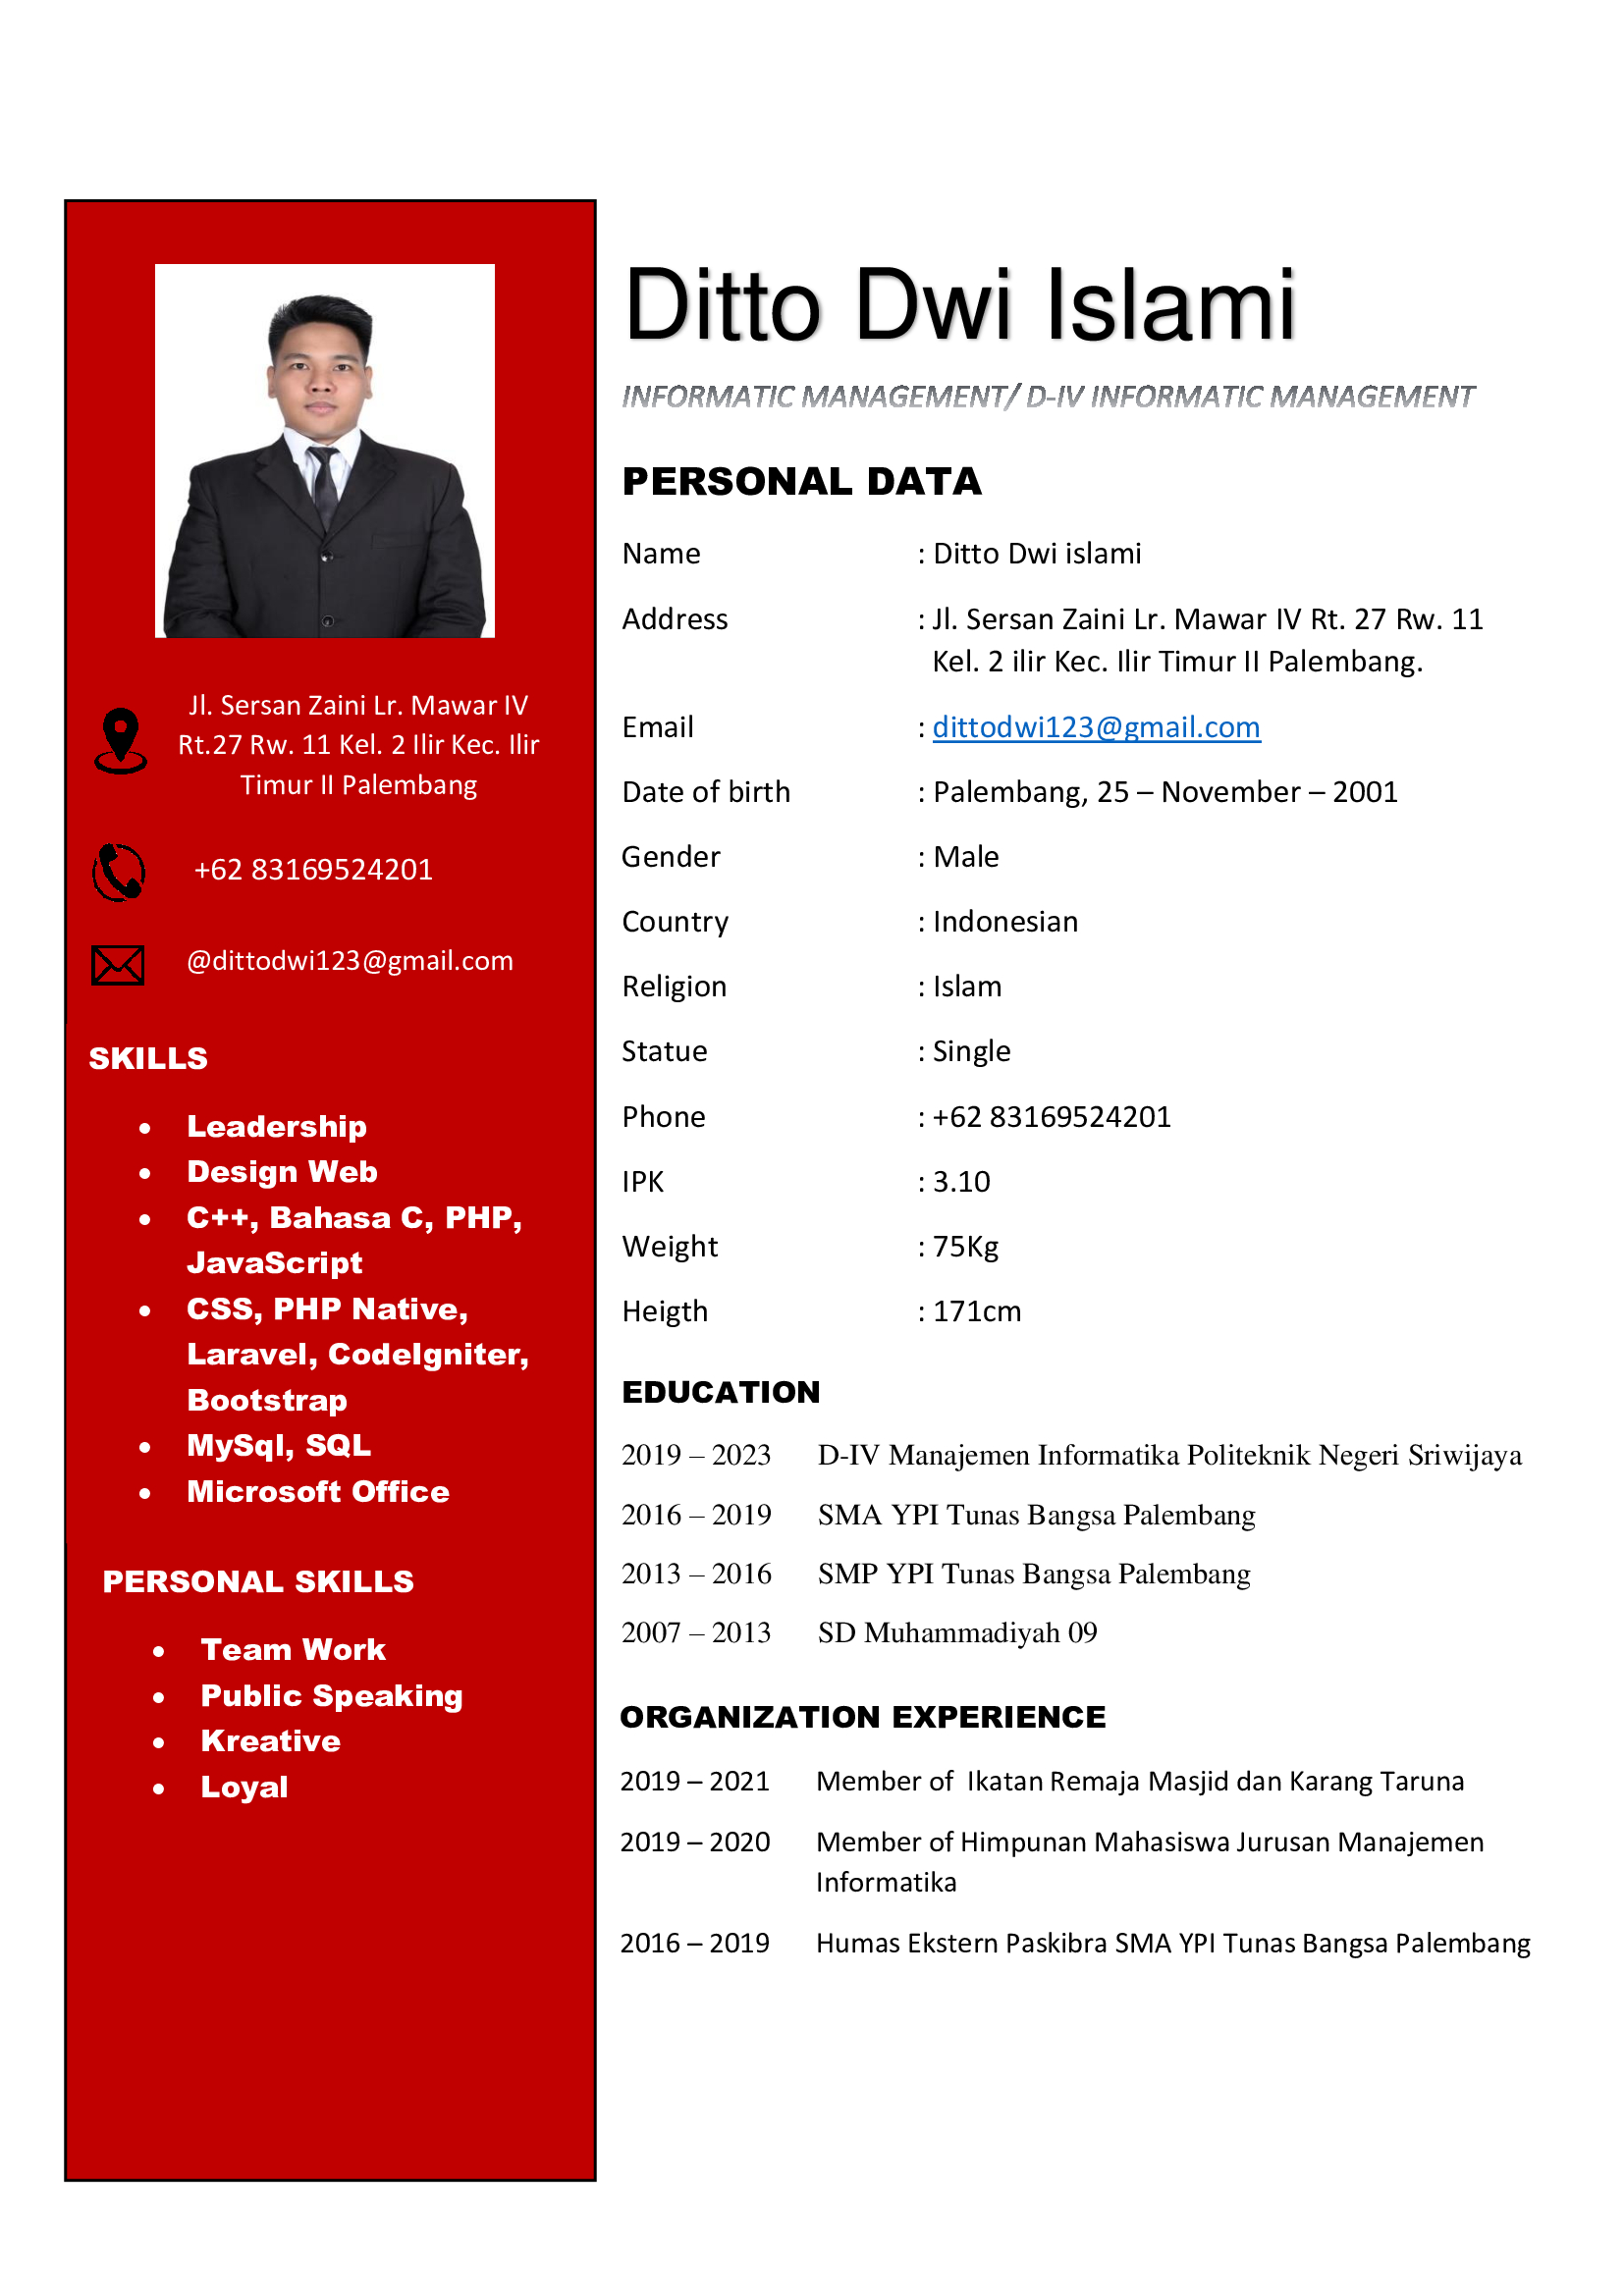 Jl. Sersan Zaini Lr. Mawar IV
Rt.27 Rw. 11 Kel. 2 Ilir Kec. Ilir
Timur II Palembang
+62 83169524201
@dittodwi123@gmail.com
SKILLS
• Leadership
• Design Web
• C++, Bahasa C, PHP,
JavaScript
• CSS, PHP Native,
Laravel, CodeIgniter,
Bootstrap
• MySql, SQL
• Microsoft Office
PERSONAL SKILLS
• Team Work
• Public Speaking
• Kreative
• Loyal
Ditto Dwi Islami
INFORMATIC MANAGEMENT/ D-IV INFORMATIC MANAGEMENT
PERSONAL DATA
Name : Ditto Dwi islami
Address : Jl. Sersan Zaini Lr. Mawar IV Rt. 27 Rw. 11
Kel. 2 ilir Kec. Ilir Timur II Palembang.
Email : dittodwi123@gmail.com
Date of birth : Palembang, 25 – November – 2001
Gender : Male
Country : Indonesian
Religion : Islam
Statue : Single
Phone : +62 83169524201
IPK : 3.10
Weight : 75Kg
Heigth : 171cm
EDUCATION
2019 – 2023 D-IV Manajemen Informatika Politeknik Negeri Sriwijaya
2016 – 2019 SMA YPI Tunas Bangsa Palembang
2013 – 2016 SMP YPI Tunas Bangsa Palembang
2007 – 2013 SD Muhammadiyah 09
ORGANIZATION EXPERIENCE
2019 – 2021 Member of Ikatan Remaja Masjid dan Karang Taruna
2019 – 2020 Member of Himpunan Mahasiswa Jurusan Manajemen
Informatika
2016 – 2019 Humas Ekstern Paskibra SMA YPI Tunas Bangsa Palembang